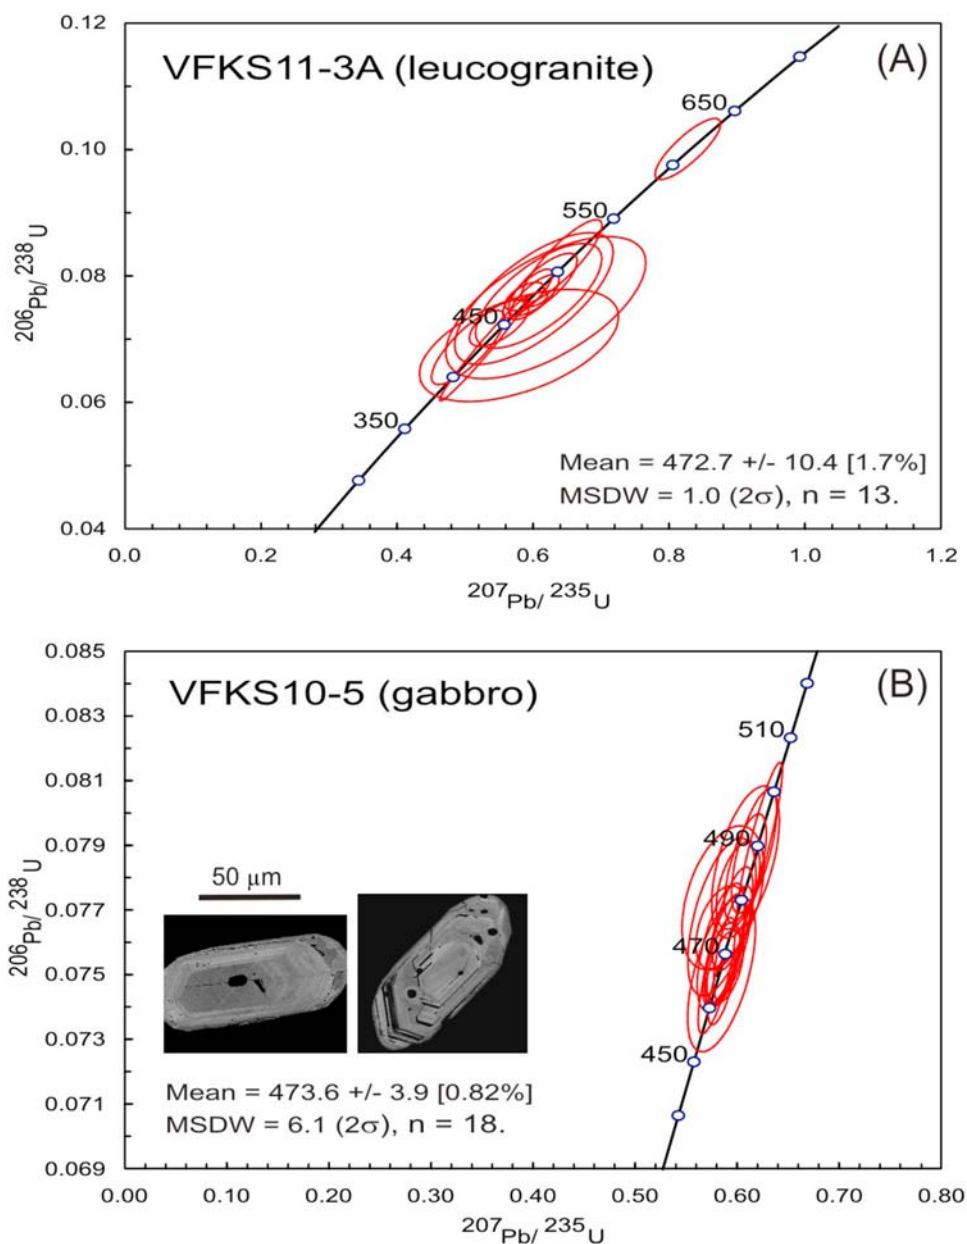 VFKS11-3A (leucogranite)
(A)
0.12
0.10
0.08
0.06
0.04
206Pb/ 238U
650
550
450
350
Mean = 472.7 +/- 10.4 [1.7%]
MSDW = 1.0 (2σ), n = 13.
0.0 0.2 0.4 0.6 0.8 1.0 1.2
207Pb/ 235U
VFKS10-5 (gabbro)
(B)
0.085
0.083
0.081
0.079
0.077
0.075
0.073
0.071
0.069
206Pb/ 238U
510
490
470
450
50 μm
Mean = 473.6 +/- 3.9 [0.82%]
MSDW = 6.1 (2σ), n = 18.
0.00 0.10 0.20 0.30 0.40 0.50 0.60 0.70 0.80
207Pb/ 235U